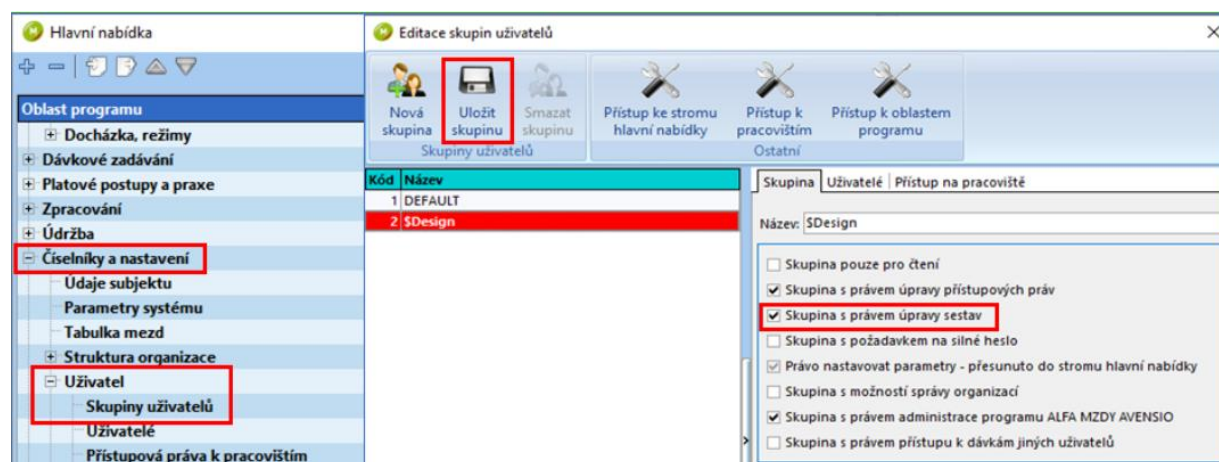 Hlavní nabídka
Oblast programu
Docházka, režimy
Dávkové zadávání
Platové postupy a praxe
Zpracování
Údržba
Číselníky a nastavení
Údaje subjektu
Parametry systému
Tabulka mezd
Struktura organizace
Uživatel
Skupiny uživatelů
Uživatelé
Přístupová práva k pracovištím
Editace skupin uživatelů
Nová skupina
Uložit skupinu
Smazat skupinu
Skupiny uživatelů
Přístup ke stromu hlavní nabídky
Přístup k pracovištím
Přístup k oblastem programu
Ostatní
Kód Název
1 DEFAULT
2 $Design
Skupina Uživatelé Přístup na pracoviště
Název: $Design
Skupina pouze pro čtení
Skupina s právem úpravy přístupových práv
Skupina s právem úpravy sestav
Skupina s požadavkem na silné heslo
Právo nastavovat parametry - přesunuto do stromu hlavní nabídky
Skupina s možností správy organizací
Skupina s právem administrace programu ALFA MZDY AVENSIO
Skupina s právem přístupu k dávkám jiných uživatelů